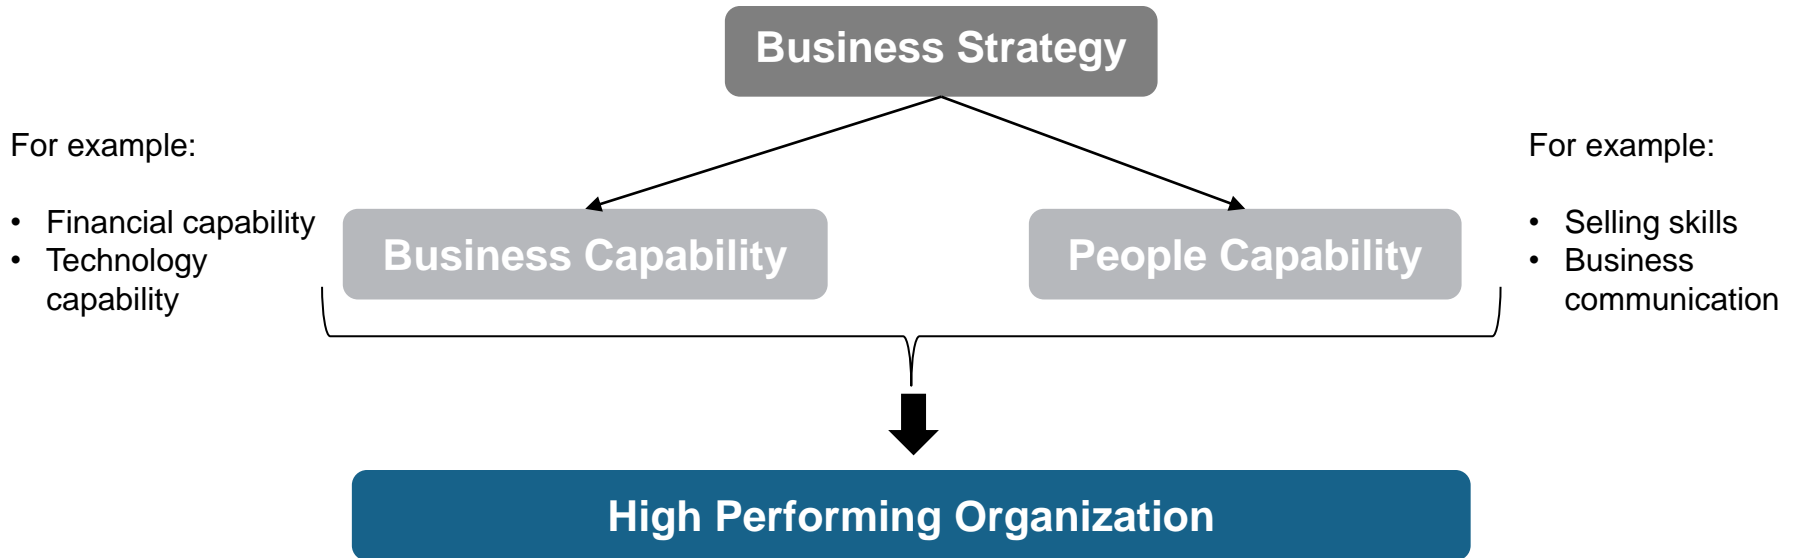 Business Strategy
For example:
• Financial capability
• Technology
capability
Business Capability
People Capability
For example:
• Selling skills
• Business
communication
High Performing Organization